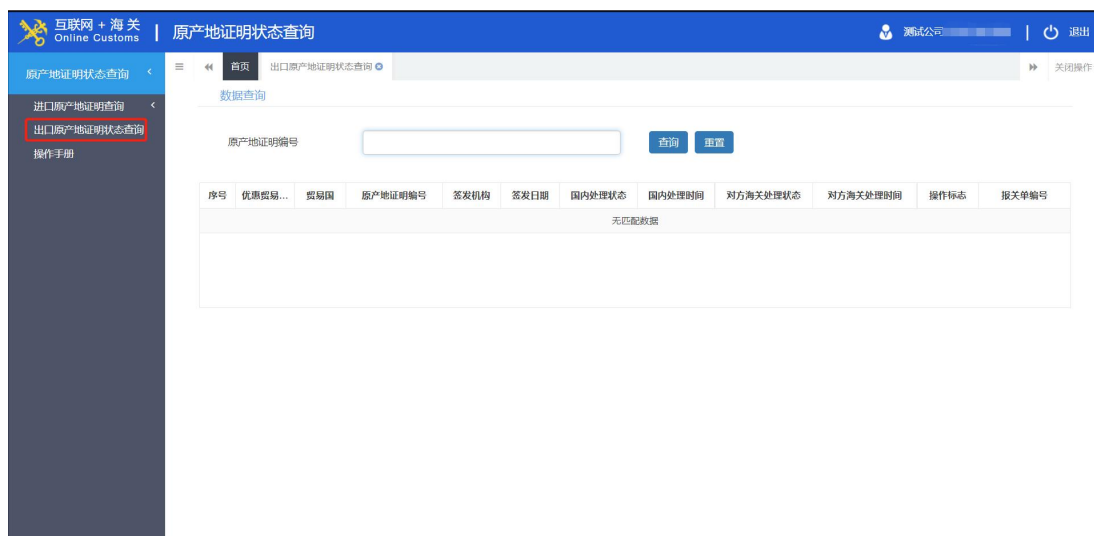 互联网+海关 | 原产地证明状态查询
Online Customs
测试公司 | 退出
原产地证明状态查询
首页 出口原产地证明状态查询 关闭操作
进口原产地证明查询
出口原产地证明状态查询
操作手册
数据查询
原产地证明编号 查询 重置
序号 优惠贸易... 贸易国 原产地证明编号 签发机构 签发日期 国内处理状态 国内处理时间 对方海关处理状态 对方海关处理时间 操作标志 报关单编号
无匹配数据